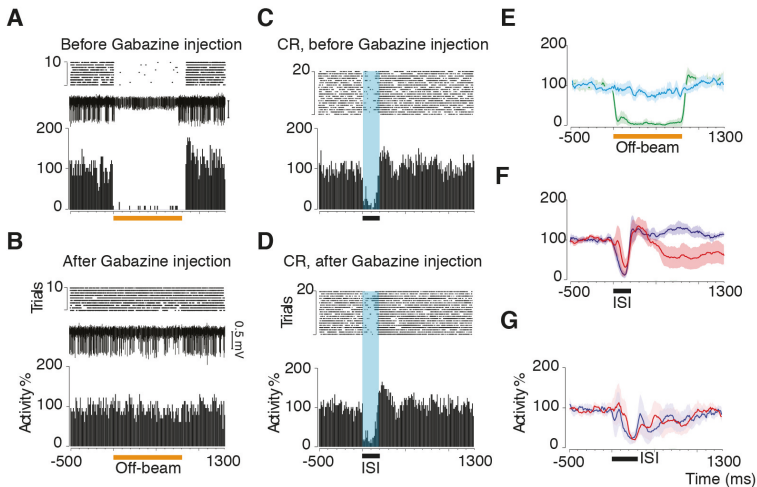 A
Before Gabazine injection
10
200
100
0
B
After Gabazine injection
Trials
10
0
0.5 mV
Activity %
200
100
0
-500
1300
Off-beam
C
CR, before Gabazine injection
20
200
100
0
D
CR, after Gabazine injection
Trials
20
0
Activity %
200
100
0
-500
1300
ISI
E
200
100
0
-500
1300
Off-beam
F
200
100
0
-500
1300
ISI
G
Activity %
200
100
0
-500
1300
ISI
Time (ms)